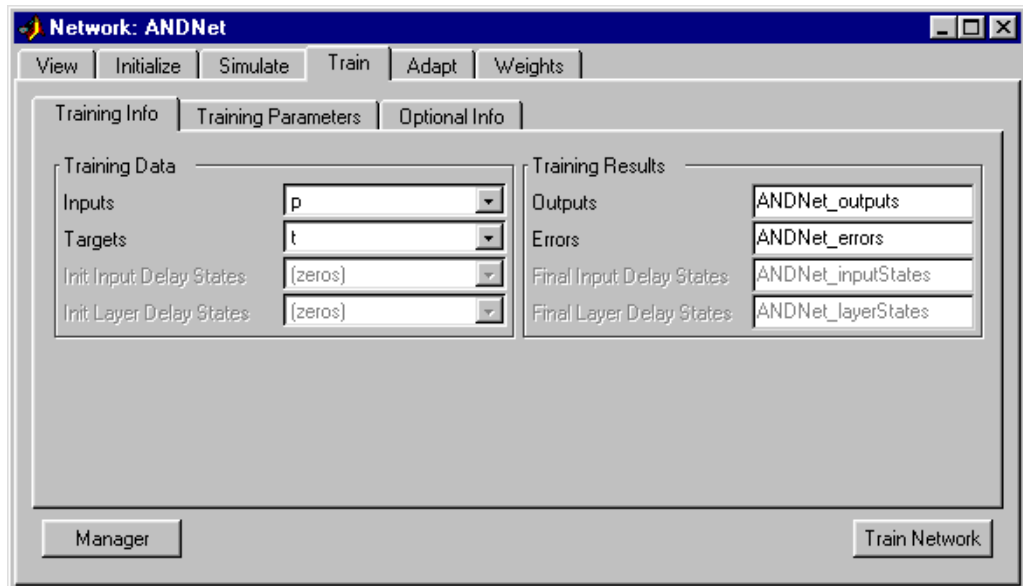 Network: ANDNet
View Initialize Simulate Train Adapt Weights
Training Info Training Parameters Optional Info
Training Data
Inputs p
Targets t
Init Input Delay States (zeros)
Init Layer Delay States (zeros)
Training Results
Outputs ANDNet_outputs
Errors ANDNet_errors
Final Input Delay States ANDNet_inputStates
Final Layer Delay States ANDNet_layerStates
Manager
Train Network